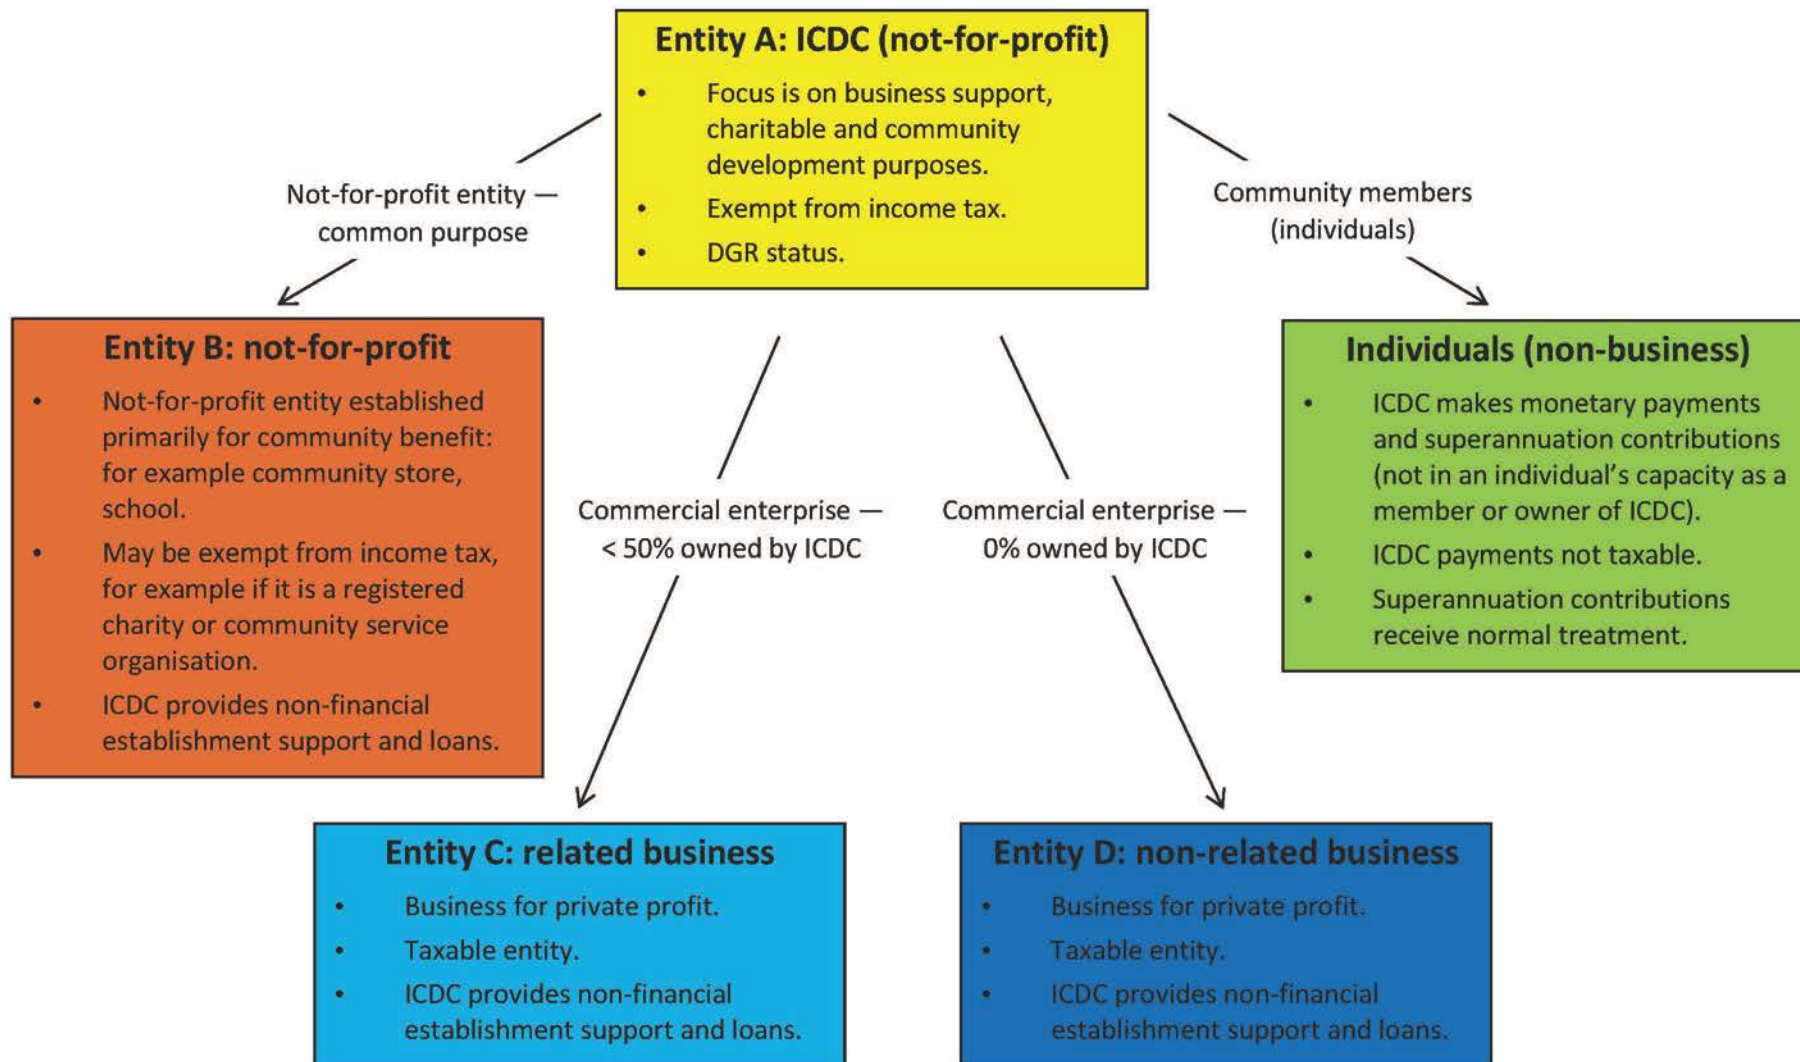 Entity A: ICDC (not-for-profit)
• Focus is on business support,
charitable and community
development purposes.
• Exempt from income tax.
• DGR status.
Not-for-profit entity —
common purpose
Community members
(individuals)
Entity B: not-for-profit
• Not-for-profit entity established
primarily for community benefit:
for example community store,
school.
• May be exempt from income tax,
for example if it is a registered
charity or community service
organisation.
• ICDC provides non-financial
establishment support and loans.
Commercial enterprise —
< 50% owned by ICDC
Commercial enterprise —
0% owned by ICDC
Individuals (non-business)
• ICDC makes monetary payments
and superannuation contributions
(not in an individual’s capacity as a
member or owner of ICDC).
• ICDC payments not taxable.
• Superannuation contributions
receive normal treatment.
Entity C: related business
• Business for private profit.
• Taxable entity.
• ICDC provides non-financial
establishment support and loans.
Entity D: non-related business
• Business for private profit.
• Taxable entity.
• ICDC provides non-financial
establishment support and loans.